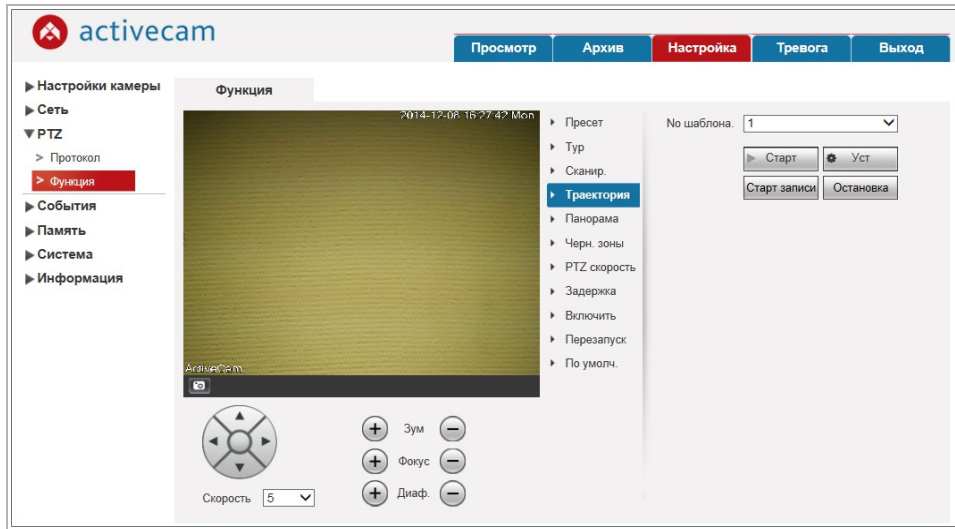 activecam
Просмотр Архив Настройка Тревога Выход
Настройки камеры
Сеть
PTZ
> Протокол
> Функция
События
Память
Система
Информация
Функция
2014-12-08 16:27:42 Mon
ActiveCam
Пресет
Тур
Сканир.
Траектория
Панорама
Черн. зоны
PTZ скорость
Задержка
Включить
Перезапуск
По умолч.
No шаблона. 1
Старт Уст
Старт записи Остановка
Зум
Фокус
Диаф.
Скорость 5